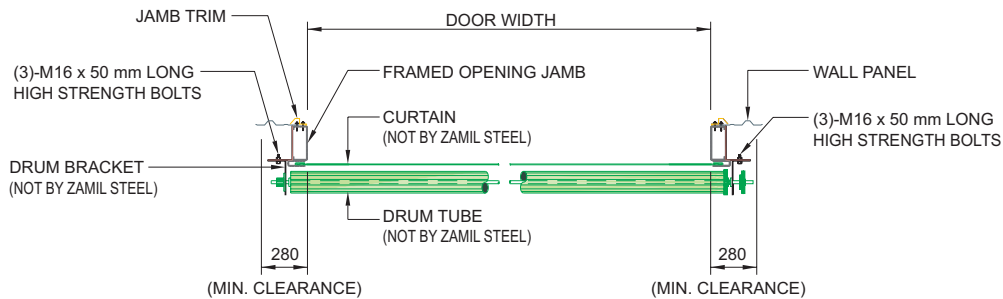 JAMB TRIM
DOOR WIDTH
(3)-M16 x 50 mm LONG
HIGH STRENGTH BOLTS
FRAMED OPENING JAMB
WALL PANEL
CURTAIN
(NOT BY ZAMIL STEEL)
(3)-M16 x 50 mm LONG
HIGH STRENGTH BOLTS
DRUM BRACKET
(NOT BY ZAMIL STEEL)
DRUM TUBE
(NOT BY ZAMIL STEEL)
280
280
(MIN. CLEARANCE)
(MIN. CLEARANCE)